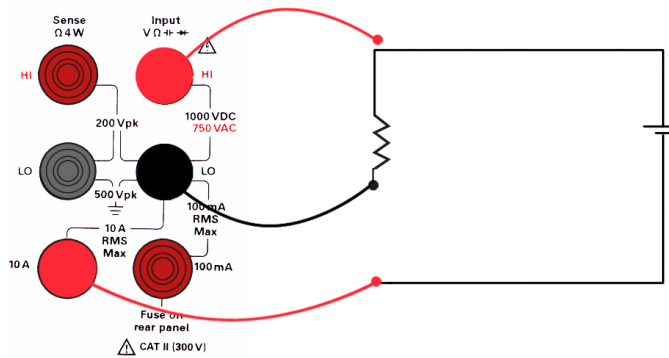 Sense
Ω 4 W
Input
V Ω ⊣⊢ ➔⊢
HI
HI
1000 VDC
750 VAC
200 Vpk
LO
LO
500 Vpk
100 mA
RMS
Max
10 A
RMS
Max
10 A
100 mA
Fuse on
rear panel
CAT II (300 V)